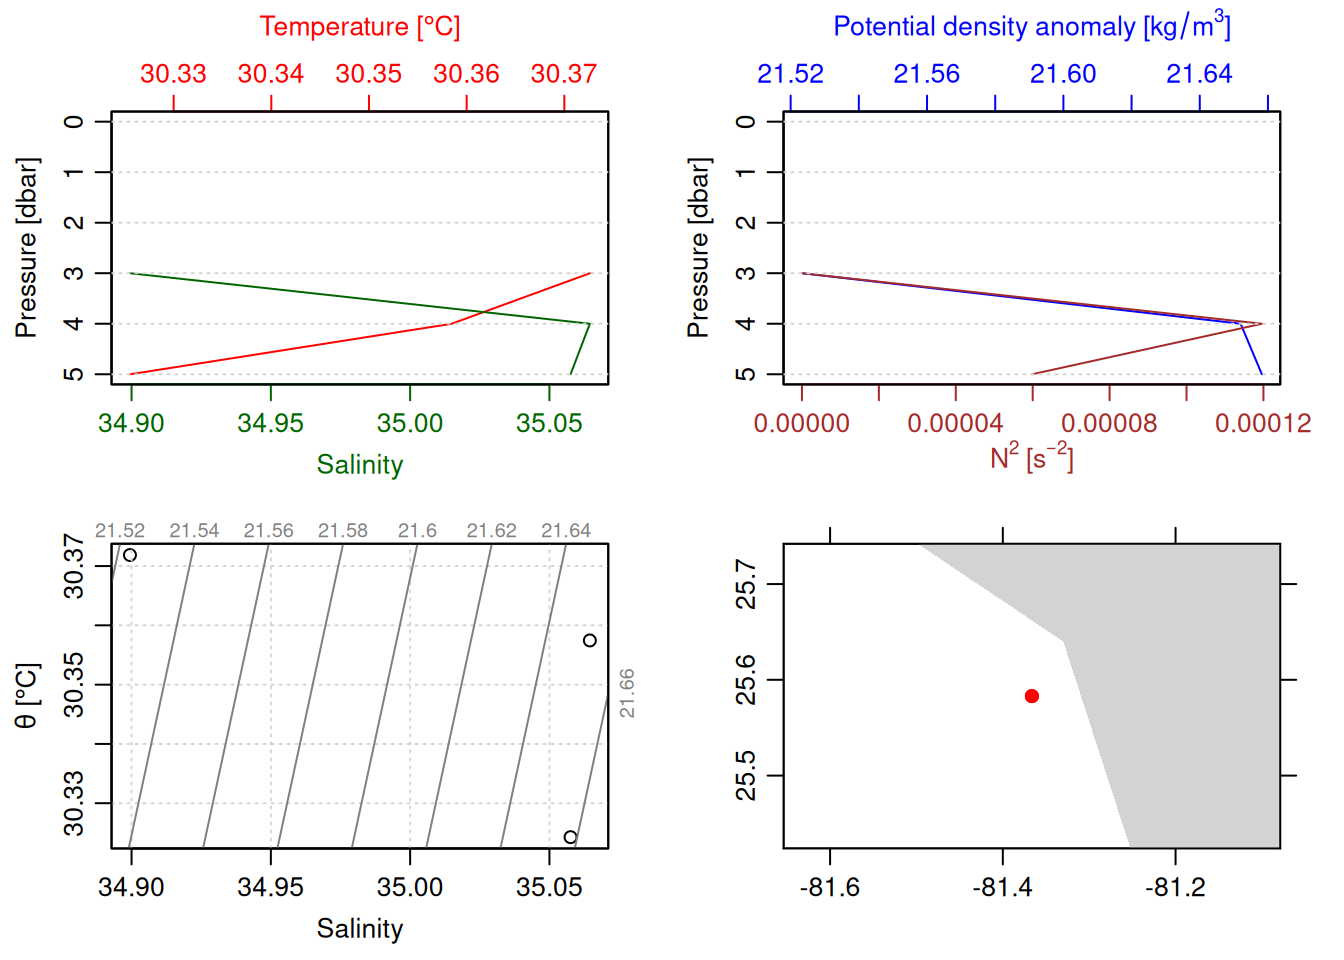 Temperature [°C]
30.33 30.34 30.35 30.36 30.37
Pressure [dbar]
0
1
2
3
4
5
34.90 34.95 35.00 35.05
Salinity
Potential density anomaly [kg/m³]
21.52 21.56 21.60 21.64
Pressure [dbar]
0
1
2
3
4
5
0.00000 0.00004 0.00008 0.00012
N² [s⁻²]
21.52 21.54 21.56 21.58 21.6 21.62 21.64
21.66
θ [°C]
30.37
30.35
30.33
34.90 34.95 35.00 35.05
Salinity
25.7
25.6
25.5
-81.6 -81.4 -81.2